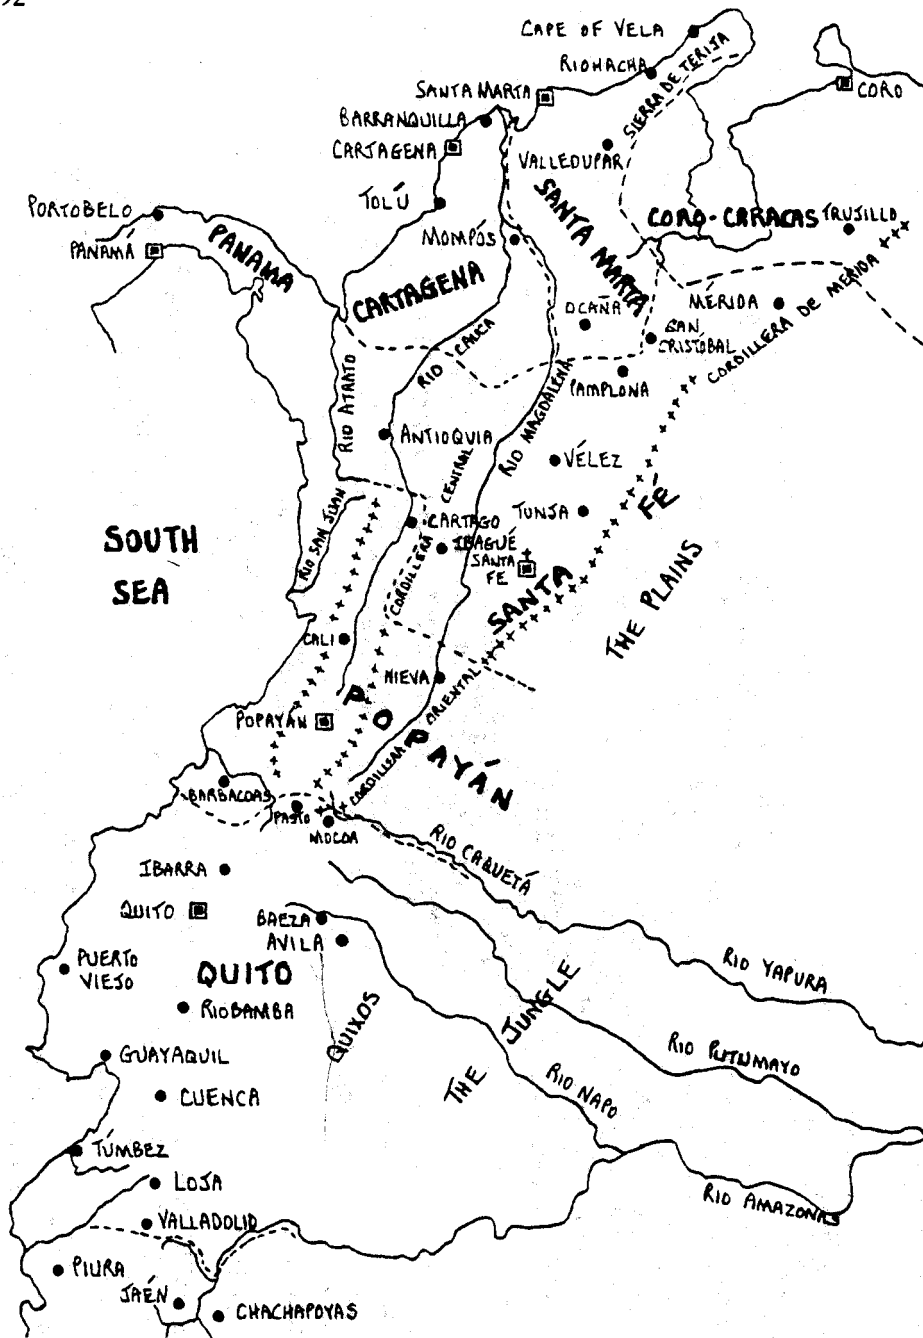 92
CAPE OF VELA
RIOHACHA
SIERRA DE TERIJA
SANTA MARTA
CORO
BARRANQUILLA
CARTAGENA
VALLEDUPAR
TOLÚ
SANTA MARTA
PORTOBELO
CORO-CARACAS
TRUJILLO
PANAMÁ
PANAMA
MOMPÓS
CARTAGENA
OCAÑA
MÉRIDA
SAN
CRISTÓBAL
CORDILLERA DE MERIDA
RIO CAUCA
RIO ATRATO
RIO MAGDALENA
PAMPLONA
ANTIOQUIA
VÉLEZ
CORDILLERA CENTRAL
RIO SAN JUAN
CARTAGO
TUNJA
IBAGUÉ
SANTA
FE
SANTA FE
SOUTH
SEA
THE PLAINS
CALI
NIEVA
POPAYÁN
POPAYÁN
CORDILLERA ORIENTAL
BARBACOAS
PASTO
MOCOA
RIO CAQUETÁ
IBARRA
QUITO
BAEZA
AVILA
PUERTO
VIEJO
QUITO
RIO YAPURA
RIOBAMBA
QUIXOS
THE JUNGLE
GUAYAQUIL
RIO PUTUMAYO
CUENCA
RIO NAPO
TÚMBEZ
LOJA
RIO AMAZONAS
VALLADOLID
PIURA
JAÉN
CHACHAPOYAS